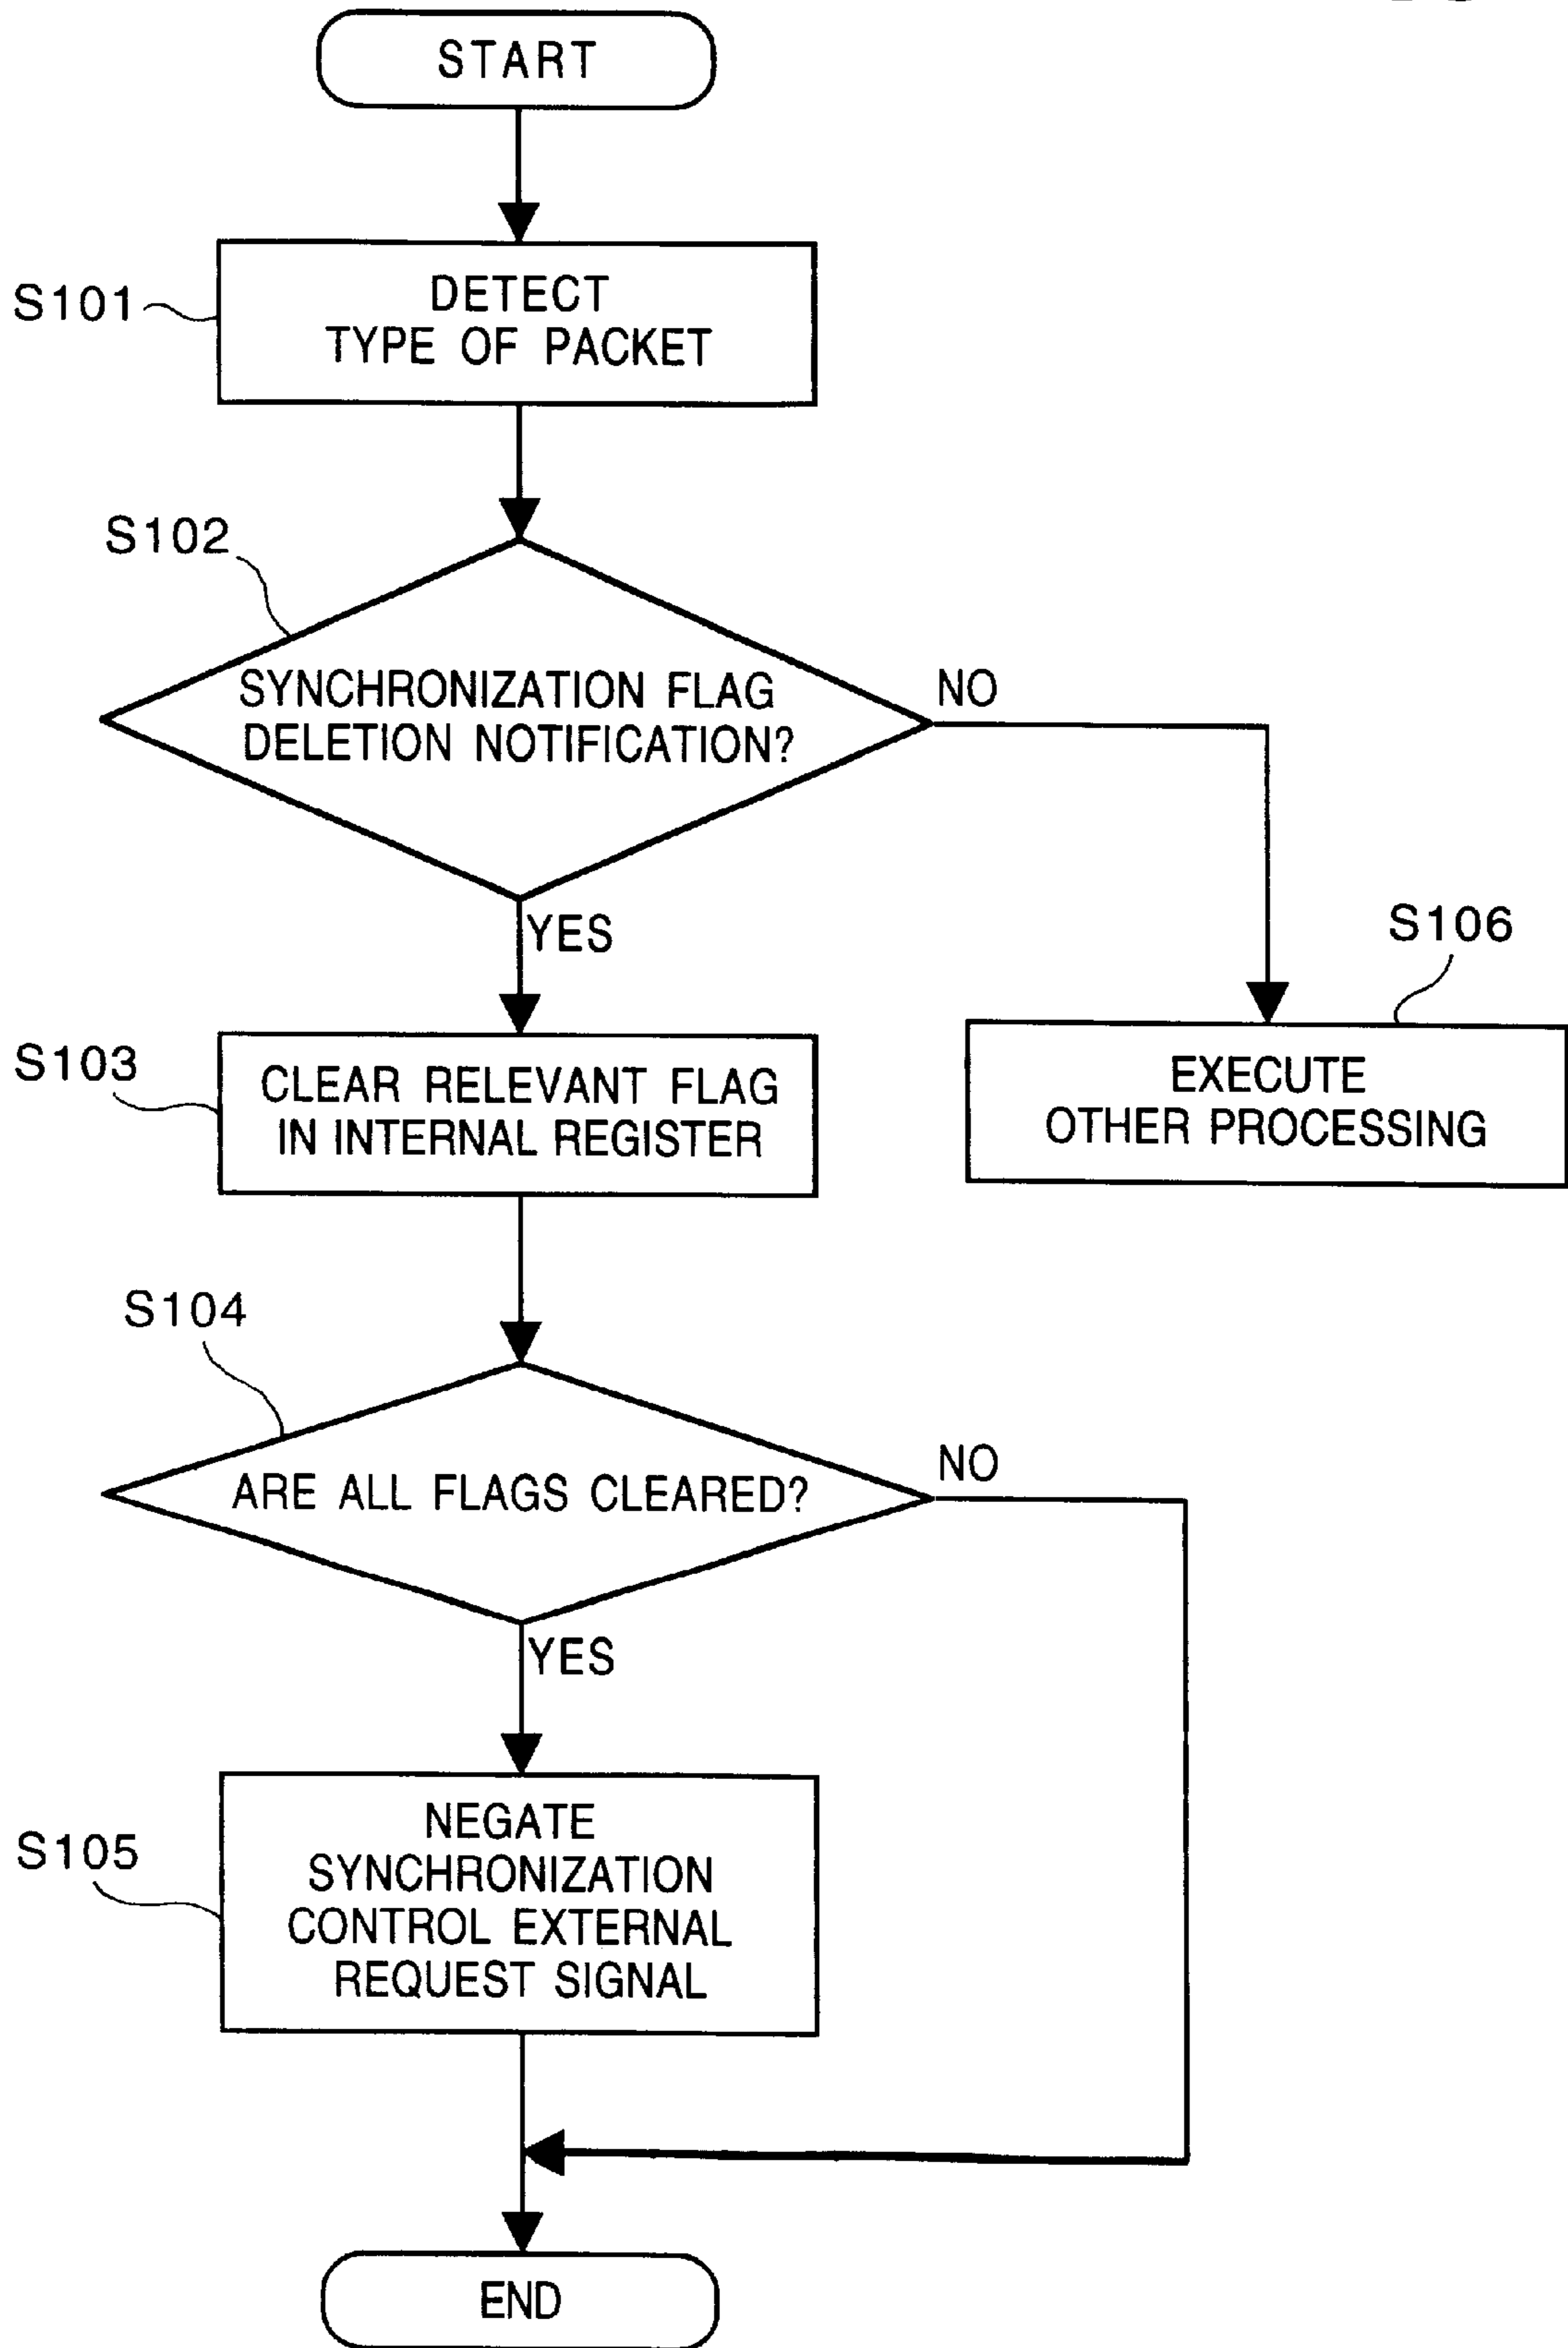 START
S101
DETECT
TYPE OF PACKET
S102
SYNCHRONIZATION FLAG
DELETION NOTIFICATION?
NO
YES
S106
S103
CLEAR RELEVANT FLAG
IN INTERNAL REGISTER
EXECUTE
OTHER PROCESSING
S104
ARE ALL FLAGS CLEARED?
NO
YES
S105
NEGATE
SYNCHRONIZATION
CONTROL EXTERNAL
REQUEST SIGNAL
END